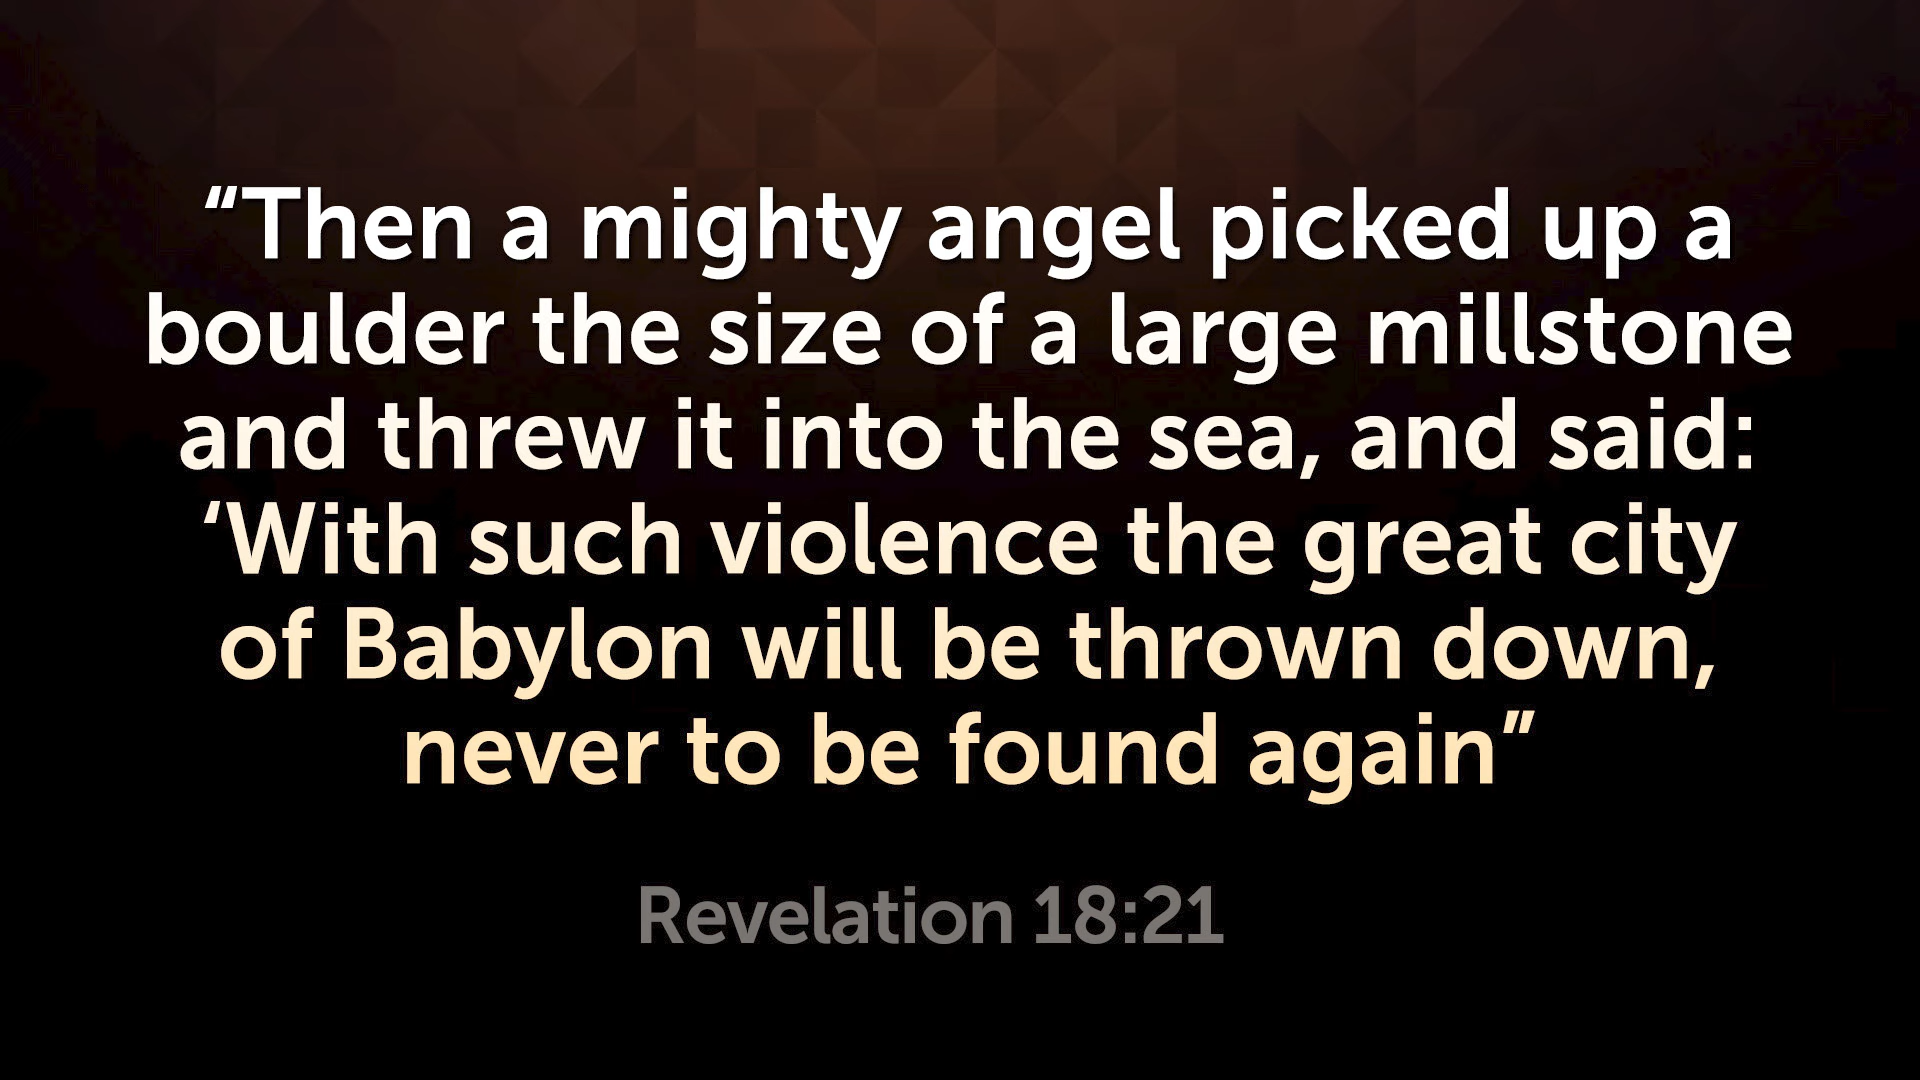 “Then a mighty angel picked up a
boulder the size of a large millstone
and threw it into the sea, and said:
‘With such violence the great city
of Babylon will be thrown down,
never to be found again”
Revelation 18:21